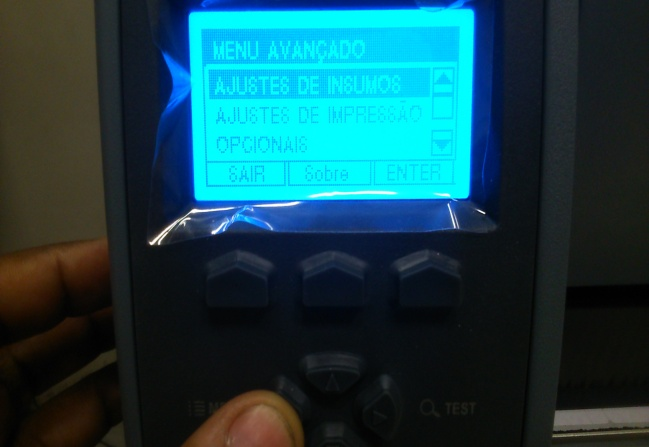 MENU AVANÇADO
AJUSTES DE INSUMOS
AJUSTES DE IMPRESSÃO
OPCIONAIS
SAIR Sobre ENTER
TEST